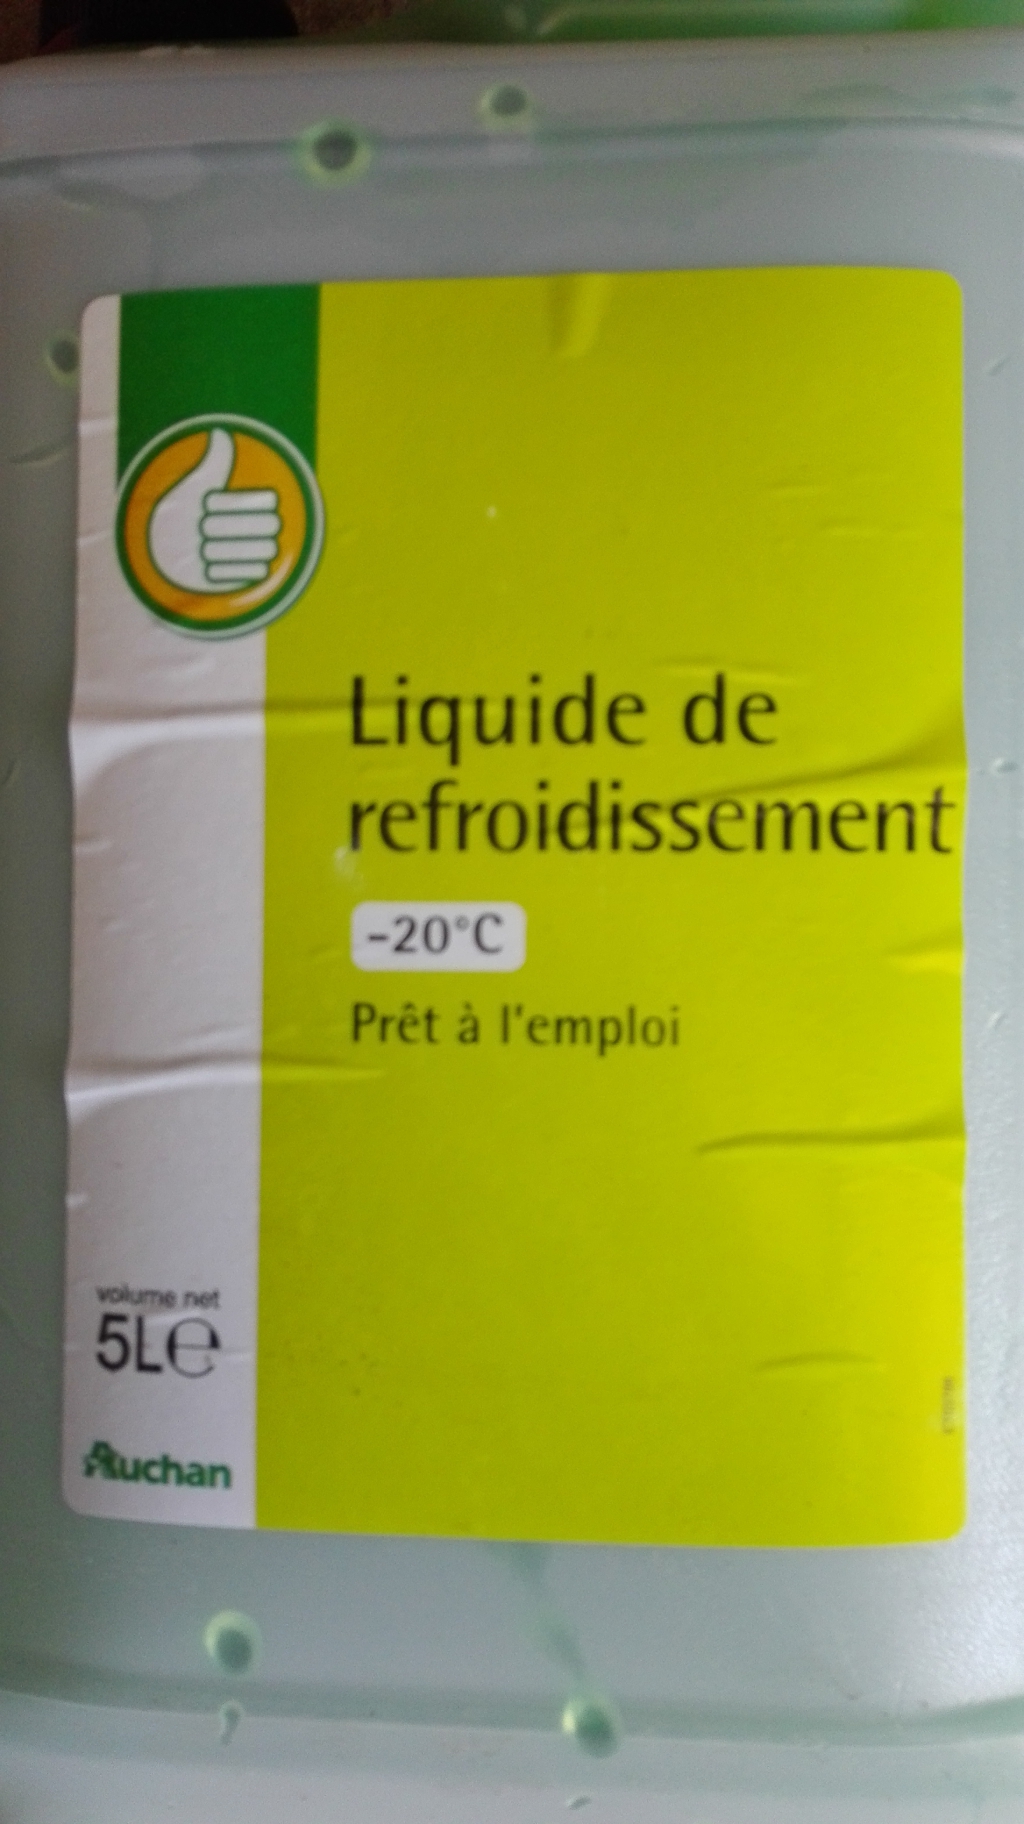 Liquide de
refroidissement
-20°C
Prêt à l'emploi
volume net
5L℮
Auchan